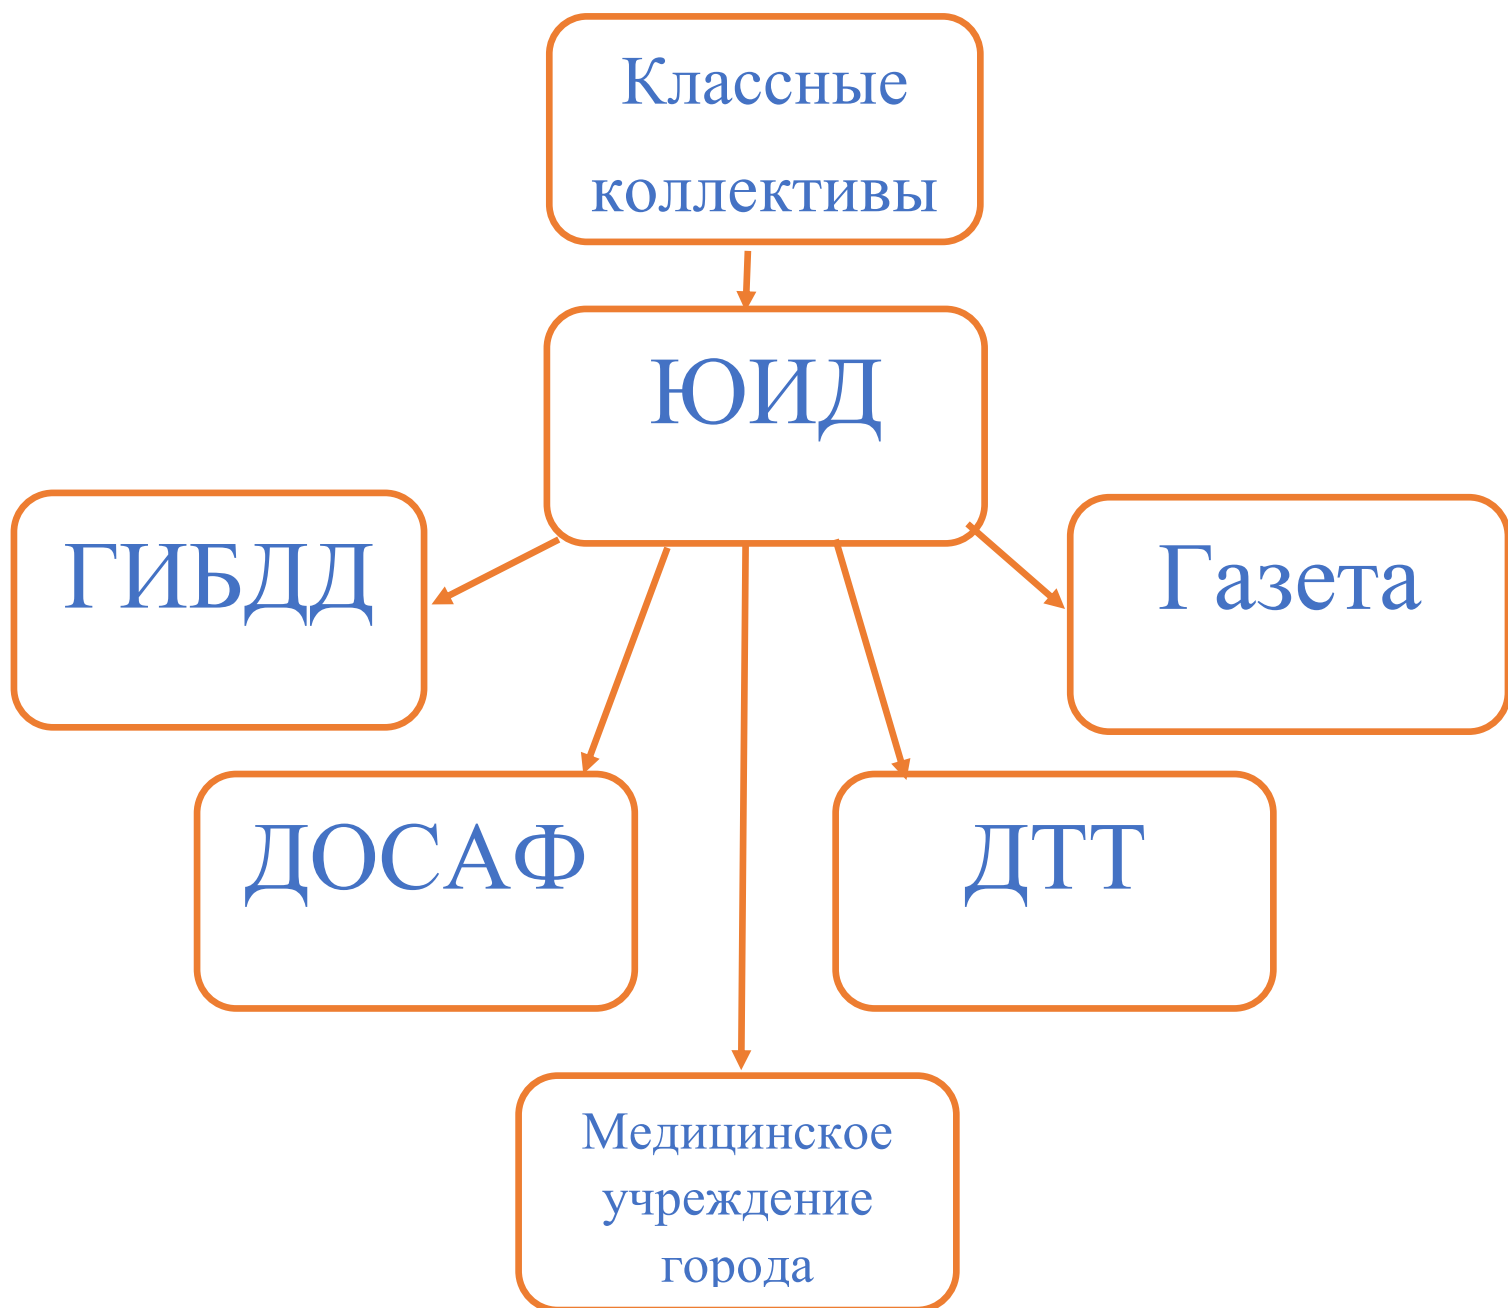 Классные
коллективы
ЮИД
ГИБДД
Газета
ДОСАФ
ДТТ
Медицинское
учреждение
города